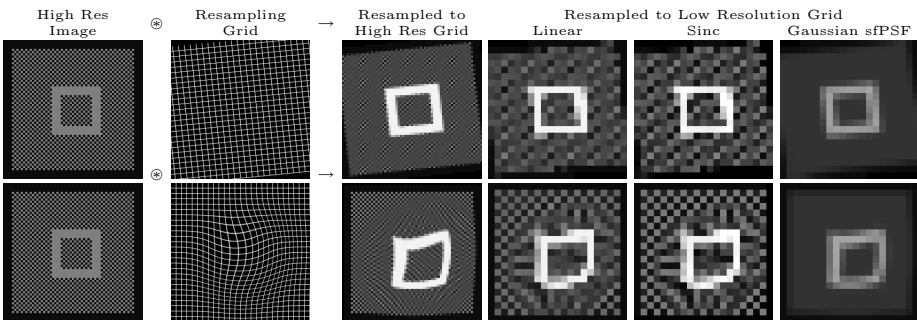 High Res Image ⊛ Resampling Grid → Resampled to High Res Grid Resampled to Low Resolution Grid
Linear Sinc Gaussian sfPSF
⊛ →